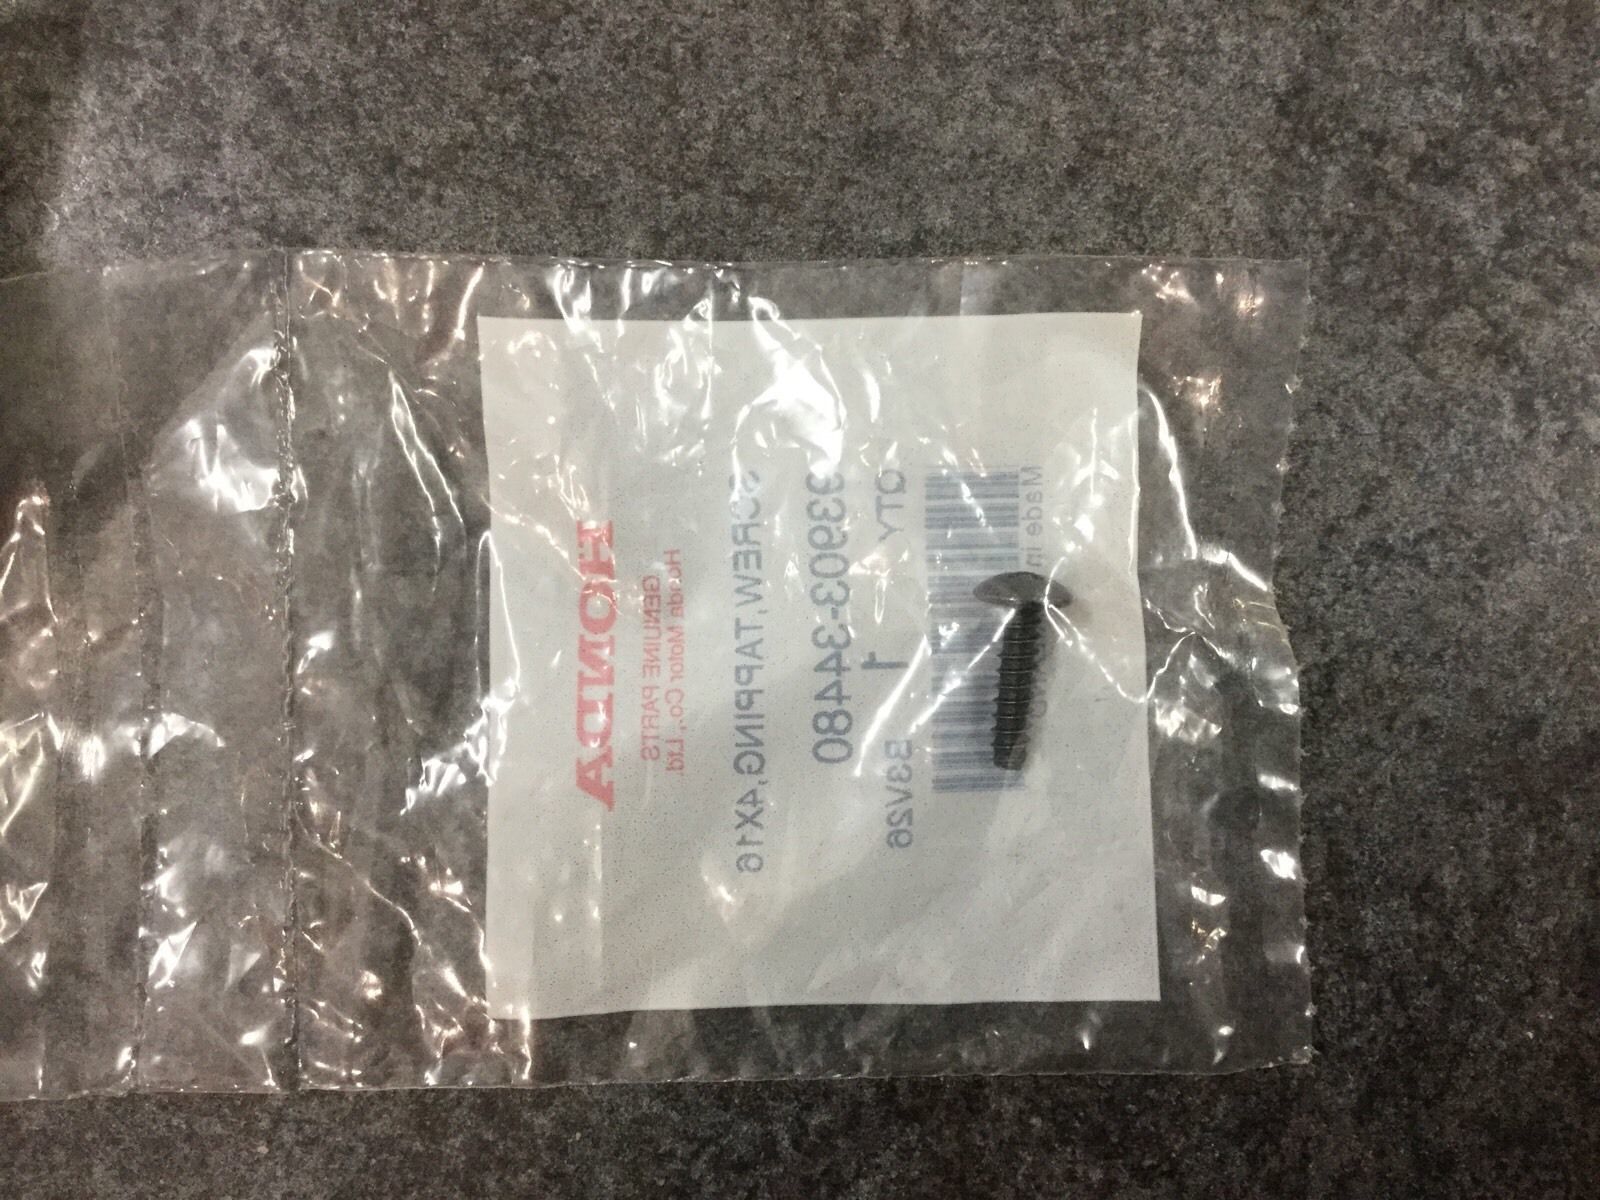 HONDA
GENUINE PARTS
Honda Motor Co., Ltd.
SCREW, TAPPING, 4X16
93903-34480
QTY 1 B3V26
Made in